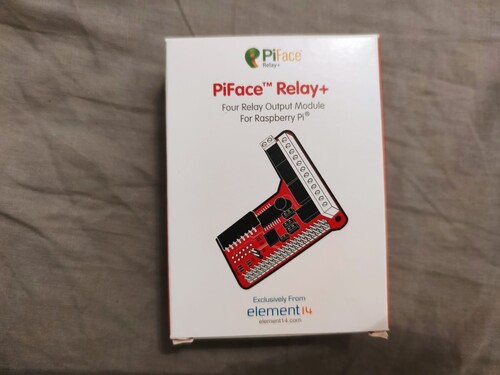 PiFace
Relay+
PiFace™ Relay+
Four Relay Output Module
For Raspberry Pi®
Exclusively From
element14
element14.com